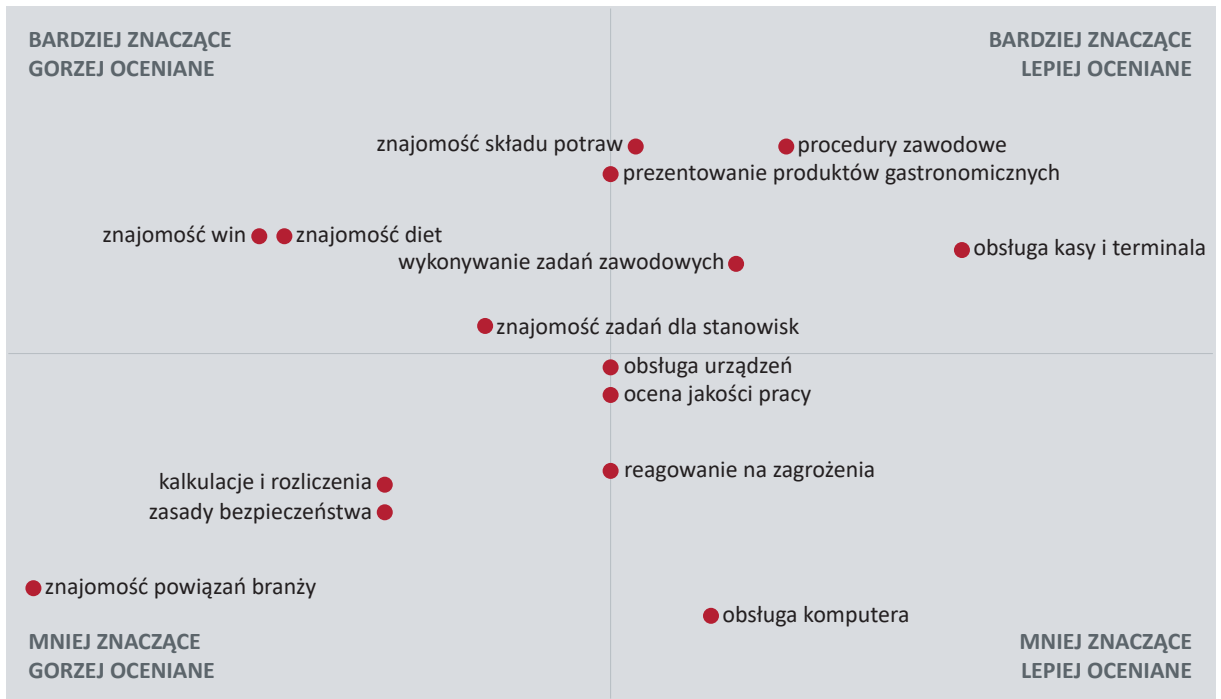 BARDZIEJ ZNACZĄCE
GORZEJ OCENIANE
BARDZIEJ ZNACZĄCE
LEPIEJ OCENIANE
znajomość składu potraw
procedury zawodowe
prezentowanie produktów gastronomicznych
znajomość win
znajomość diet
obsługa kasy i terminala
wykonywanie zadań zawodowych
znajomość zadań dla stanowisk
obsługa urządzeń
ocena jakości pracy
reagowanie na zagrożenia
kalkulacje i rozliczenia
zasady bezpieczeństwa
znajomość powiązań branży
obsługa komputera
MNIEJ ZNACZĄCE
GORZEJ OCENIANE
MNIEJ ZNACZĄCE
LEPIEJ OCENIANE